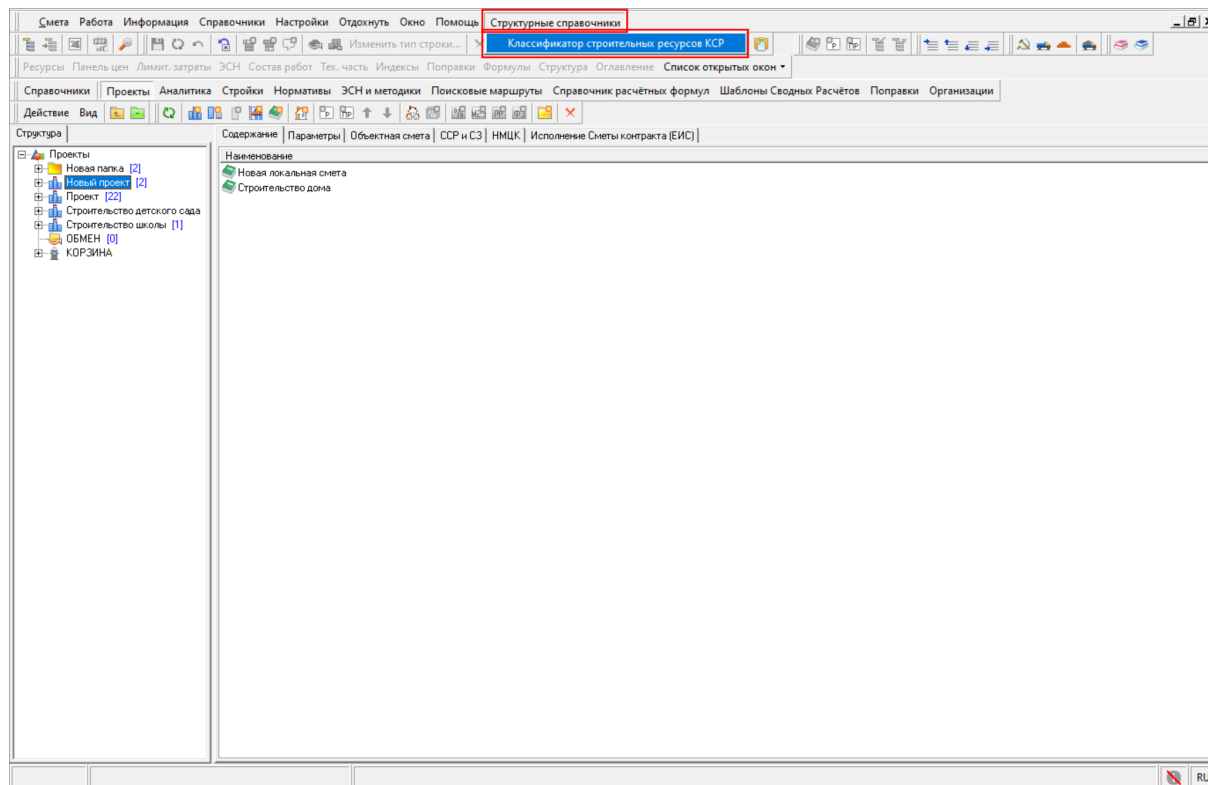 Смета Работа Информация Справочники Настройки Отдохнуть Окно Помощь Структурные справочники
Изменить тип строки... Классификатор строительных ресурсов КСР
Ресурсы Панель цен Лимит. затраты ЭСН Состав работ Тех. часть Индексы Поправки Формулы Структура Оглавление Список открытых окон
Справочники Проекты Аналитика Стройки Нормативы ЭСН и методики Поисковые маршруты Справочник расчётных формул Шаблоны Сводных Расчётов Поправки Организации
Действие Вид
Структура Содержание Параметры Объектная смета ССР и СЗ НМЦК Исполнение Сметы контракта (ЕИС)
Проекты
Наименование
Новая папка [2]
Новая локальная смета
Новый проект [2]
Строительство дома
Проект [22]
Строительство детского сада
Строительство школы [1]
ОБМЕН [0]
КОРЗИНА
RU